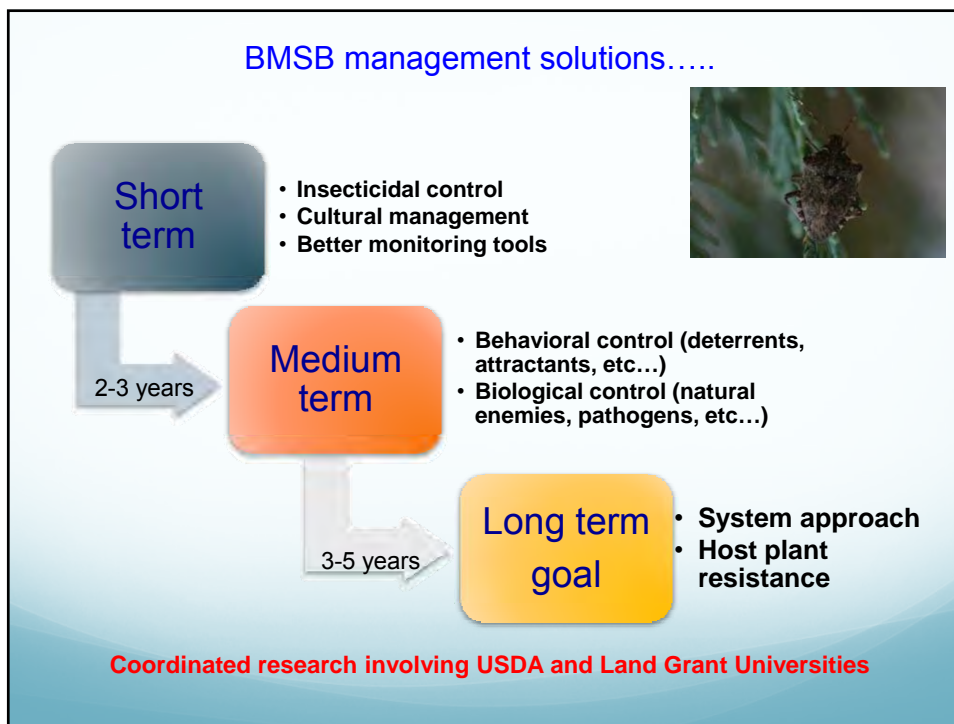 BMSB management solutions…..
Short
term
• Insecticidal control
• Cultural management
• Better monitoring tools
2-3 years
Medium
term
• Behavioral control (deterrents,
attractants, etc…)
• Biological control (natural
enemies, pathogens, etc…)
3-5 years
Long term
goal
• System approach
• Host plant
resistance
Coordinated research involving USDA and Land Grant Universities